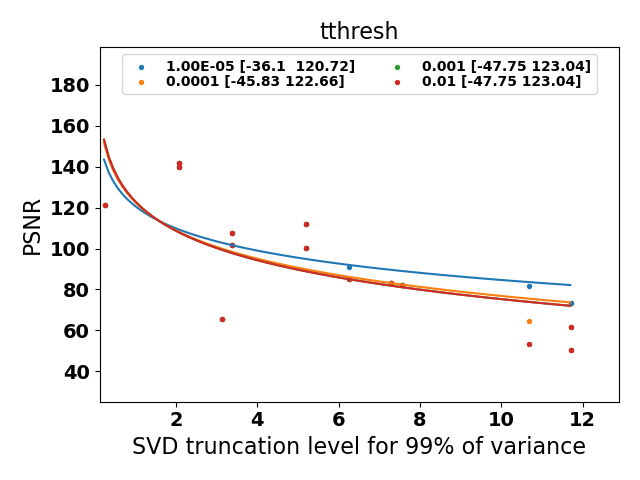 tthresh
1.00E-05 [-36.1  120.72]
0.0001 [-45.83 122.66]
0.001 [-47.75 123.04]
0.01 [-47.75 123.04]
PSNR
180
160
140
120
100
80
60
40
2 4 6 8 10 12
SVD truncation level for 99% of variance